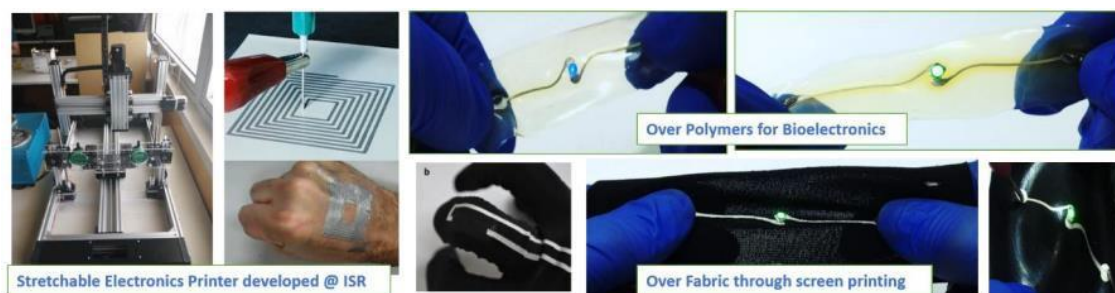 Over Polymers for Bioelectronics
b
Stretchable Electronics Printer developed @ ISR
Over Fabric through screen printing